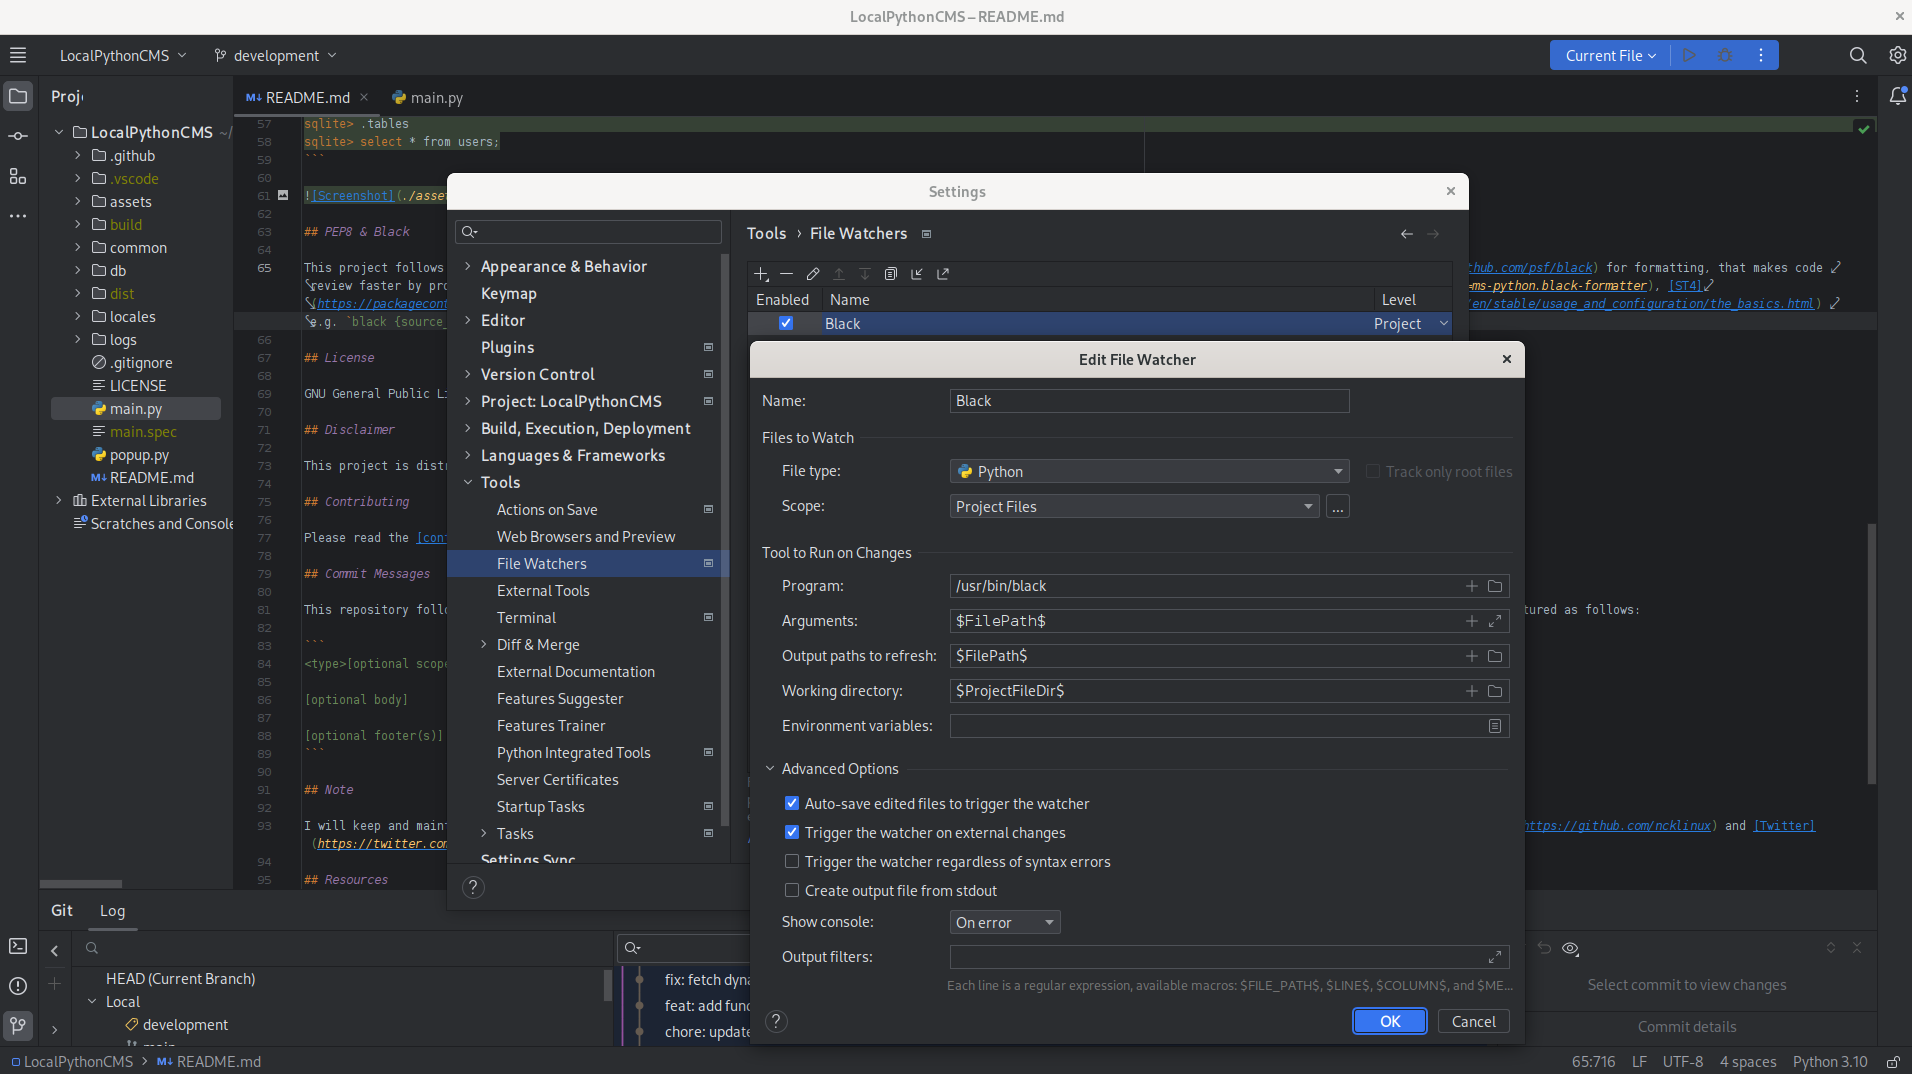 LocalPythonCMS – README.md
LocalPythonCMS
development
Current File
Proj
README.md
main.py
LocalPythonCMS ~/
.github
.vscode
assets
build
common
db
dist
locales
logs
.gitignore
LICENSE
main.py
main.spec
popup.py
README.md
External Libraries
Scratches and Console
57 sqlite> .tables
58 sqlite> select * from users;
59 ```
60
61 ![Screenshot](./asset
62
63 ## PEP8 & Black
64
65 This project follows
hub.com/psf/black) for formatting, that makes code
review faster by pro
=ms-python.black-formatter), [ST4]
(https://packagecont
/en/stable/usage_and_configuration/the_basics.html)
e.g. `black {source_
66
67 ## License
68
69 GNU General Public Li
70
71 ## Disclaimer
72
73 This project is distr
74
75 ## Contributing
76
77 Please read the [cont
78
79 ## Commit Messages
80
81 This repository follo
tured as follows:
82
83 ```
84 <type>[optional scope
85
86 [optional body]
87
88 [optional footer(s)]
89 ```
90
91 ## Note
92
93 I will keep and maint
https://github.com/ncklinux) and [Twitter]
(https://twitter.com
94
95 ## Resources
Settings
Appearance & Behavior
Keymap
Editor
Plugins
Version Control
Project: LocalPythonCMS
Build, Execution, Deployment
Languages & Frameworks
Tools
Actions on Save
Web Browsers and Preview
File Watchers
External Tools
Terminal
Diff & Merge
External Documentation
Features Suggester
Features Trainer
Python Integrated Tools
Server Certificates
Startup Tasks
Tasks
Settings Sync
?
Tools › File Watchers
Enabled Name Level
Black Project
Edit File Watcher
Name: Black
Files to Watch
File type: Python
Track only root files
Scope: Project Files ...
Tool to Run on Changes
Program: /usr/bin/black
Arguments: $FilePath$
Output paths to refresh: $FilePath$
Working directory: $ProjectFileDir$
Environment variables:
Advanced Options
Auto-save edited files to trigger the watcher
Trigger the watcher on external changes
Trigger the watcher regardless of syntax errors
Create output file from stdout
Show console: On error
Output filters:
Each line is a regular expression, available macros: $FILE_PATH$, $LINE$, $COLUMN$, and $ME...
? OK Cancel
Git Log
HEAD (Current Branch)
Local
development
fix: fetch dyna
feat: add func
chore: update
Select commit to view changes
Commit details
LocalPythonCMS › README.md
65:716 LF UTF-8 4 spaces Python 3.10